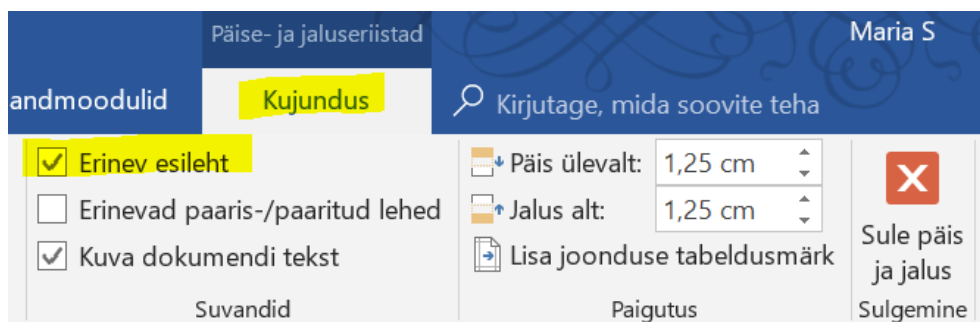 Päise- ja jaluseriistad
Maria S
andmoodulid
Kujundus
Kirjutage, mida soovite teha
Erinev esileht
Erinevad paaris-/paaritud lehed
Kuva dokumendi tekst
Suvandid
Päis ülevalt: 1,25 cm
Jalus alt: 1,25 cm
Lisa joonduse tabeldusmärk
Paigutus
Sule päis
ja jalus
Sulgemine